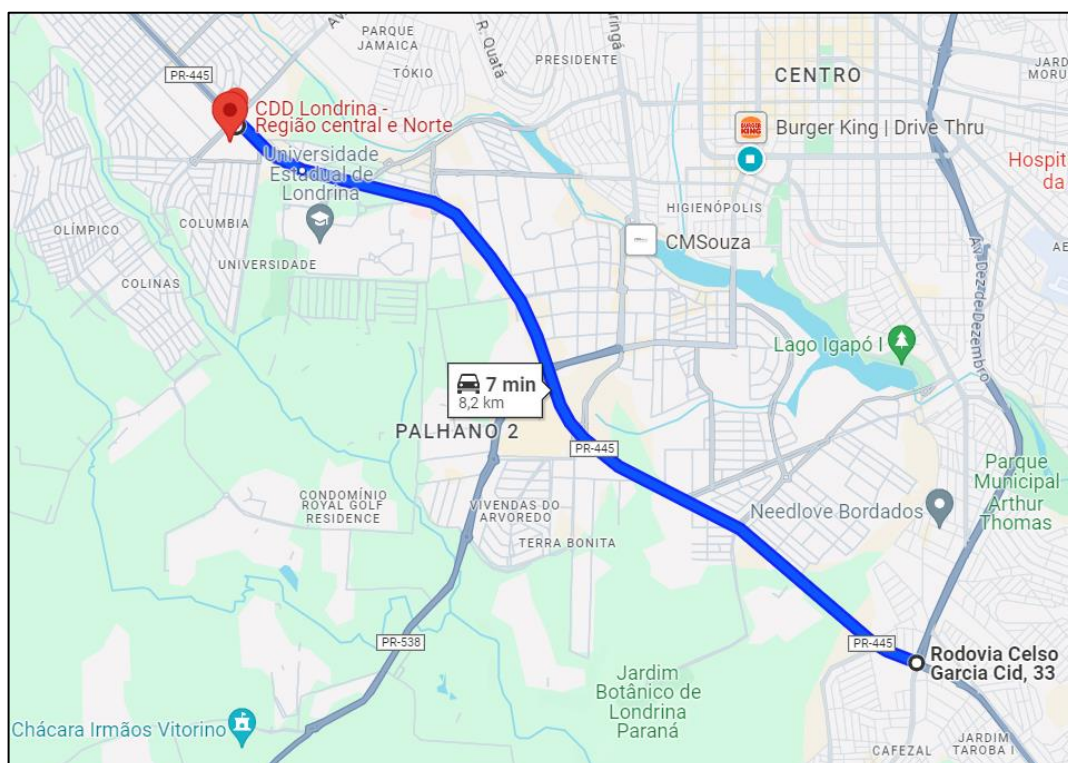 PARQUE
JAMAICA
PR-445
TÓKIO
R. Quatá
PRESIDENTE
CENTRO
JARD
MORU
CDD Londrina -
Região central e Norte
Burger King | Drive Thru
Universidade
Estadual de
Londrina
Hospit
da
HIGIENÓPOLIS
COLUMBIA
OLÍMPICO
UNIVERSIDADE
CMSouza
Av. Dez de Dezembro
COLINAS
Lago Igapó I
7 min
8,2 km
PALHANO 2
PR-445
CONDOMÍNIO
ROYAL GOLF
RESIDENCE
VIVENDAS DO
ARVOREDO
TERRA BONITA
Needlove Bordados
Parque
Municipal
Arthur
Thomas
PR-538
PR-445
Rodovia Celso
Garcia Cid, 33
Jardim
Botânico de
Londrina
Paraná
Chácara Irmãos Vitorino
CAFEZAL
JARDIM
TAROBA I